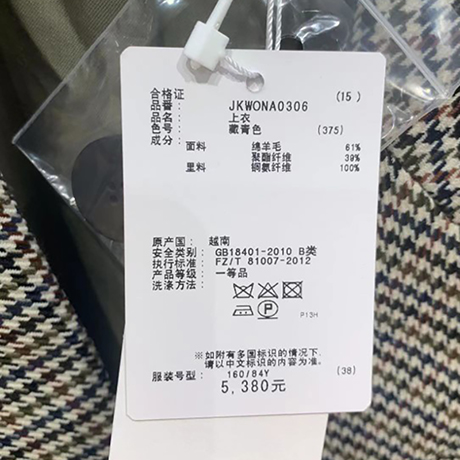 合格证 (15)
品番: JKWONA0306
品名: 上衣
色号: 藏青色 (375)
成分:
面料 绵羊毛 61%
聚酯纤维 39%
里料 铜氨纤维 100%
原产国: 越南
安全类别: GB18401-2010 B类
执行标准: FZ/T 81007-2012
产品等级: 一等品
洗涤方法:
P
P13H
※如附有多国标识的情况下,
请以中文标识的内容为准。
服装号型: 160/84Y (38)
5,380元